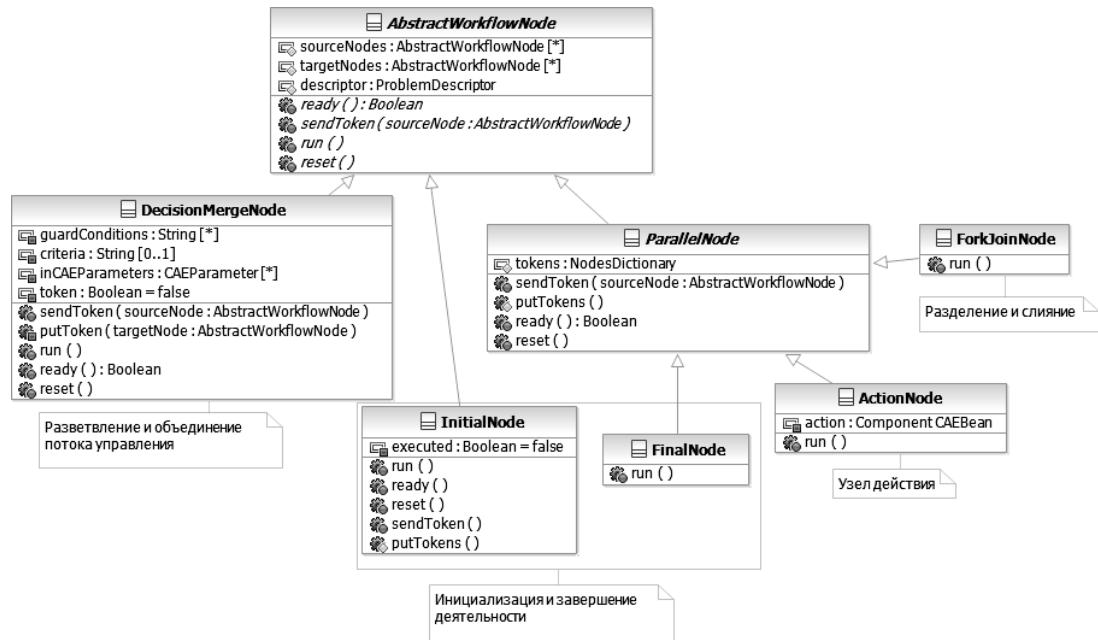 AbstractWorkflowNode
sourceNodes : AbstractWorkflowNode [*]
targetNodes : AbstractWorkflowNode [*]
descriptor : ProblemDescriptor
ready ( ) : Boolean
sendToken ( sourceNode : AbstractWorkflowNode )
run ( )
reset ( )
DecisionMergeNode
guardConditions : String [*]
criteria : String [0..1]
inCAEParameters : CAEParameter [*]
token : Boolean = false
sendToken ( sourceNode : AbstractWorkflowNode )
putToken ( targetNode : AbstractWorkflowNode )
run ( )
ready ( ) : Boolean
reset ( )
Разветвление и объединение
потока управления
ParallelNode
tokens : NodesDictionary
sendToken ( sourceNode : AbstractWorkflowNode )
putTokens ( )
ready ( ) : Boolean
reset ( )
ForkJoinNode
run ( )
Разделение и слияние
InitialNode
executed : Boolean = false
run ( )
ready ( )
reset ( )
sendToken ( )
putTokens ( )
FinalNode
run ( )
ActionNode
action : Component CAEBean
run ( )
Узел действия
Инициализация и завершение
деятельности